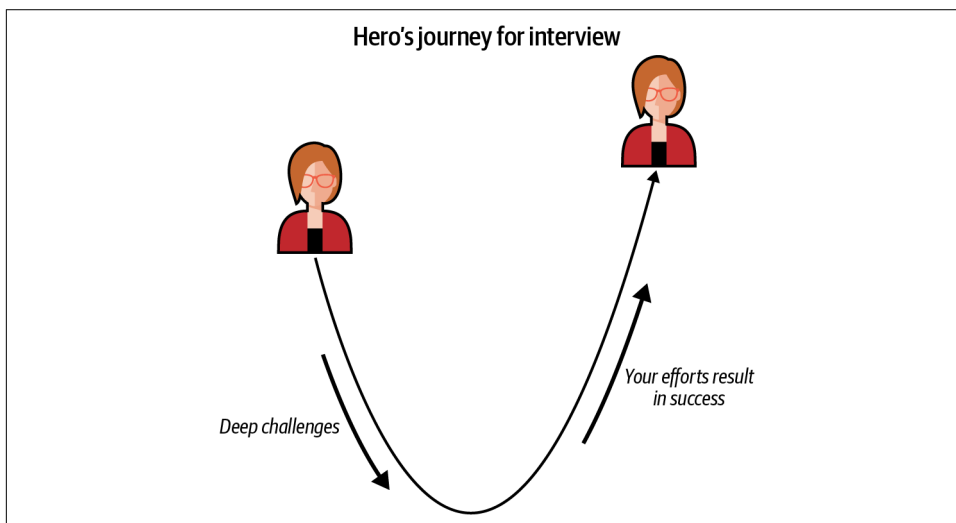 Hero's journey for interview
Deep challenges
Your efforts result
in success